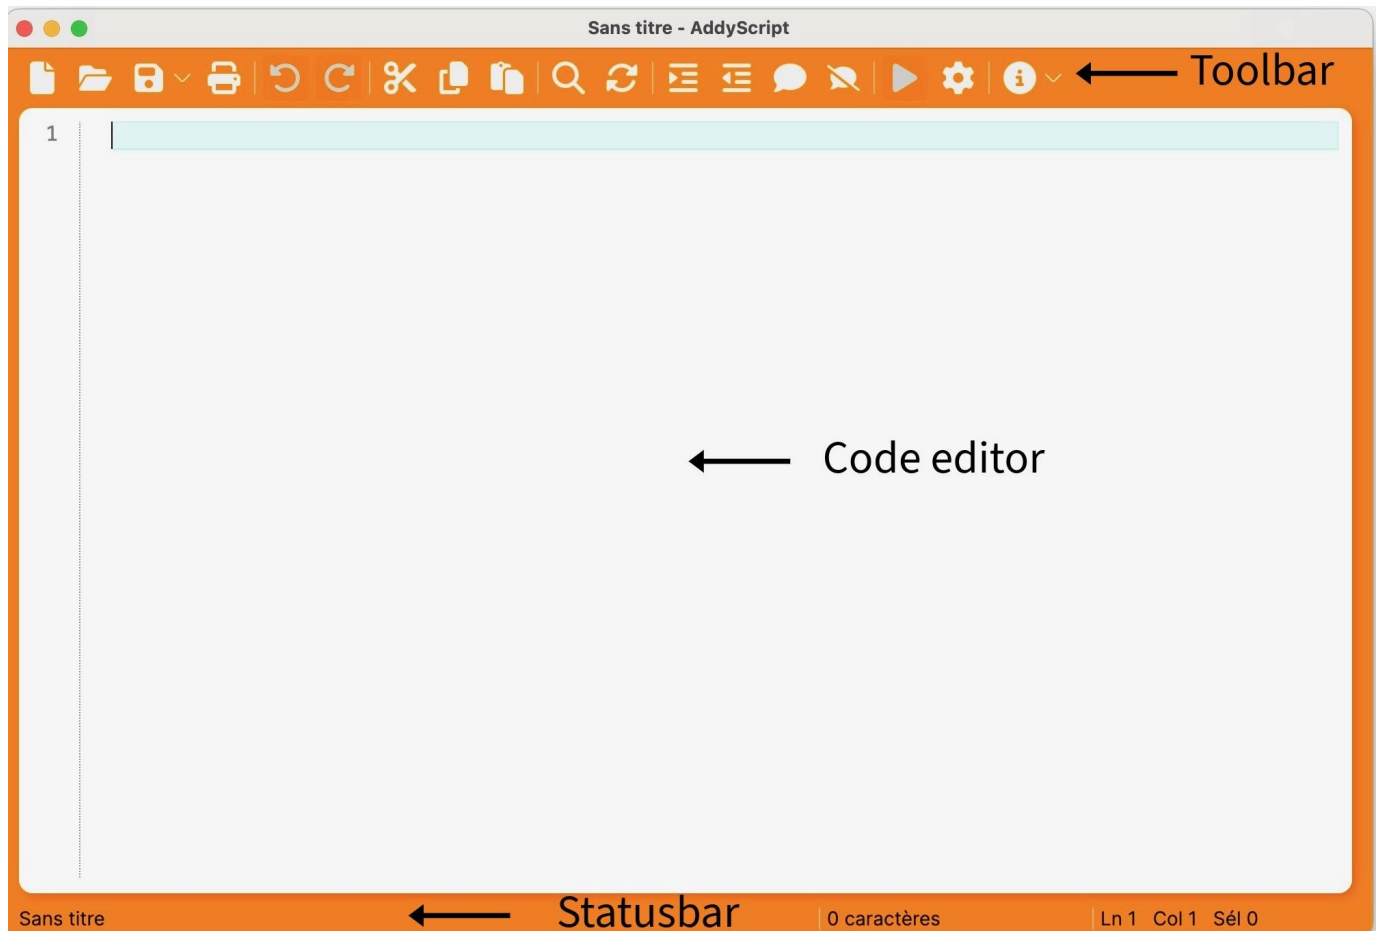 Sans titre - AddyScript
Toolbar
1
Code editor
Sans titre Statusbar 0 caractères Ln 1 Col 1 Sél 0